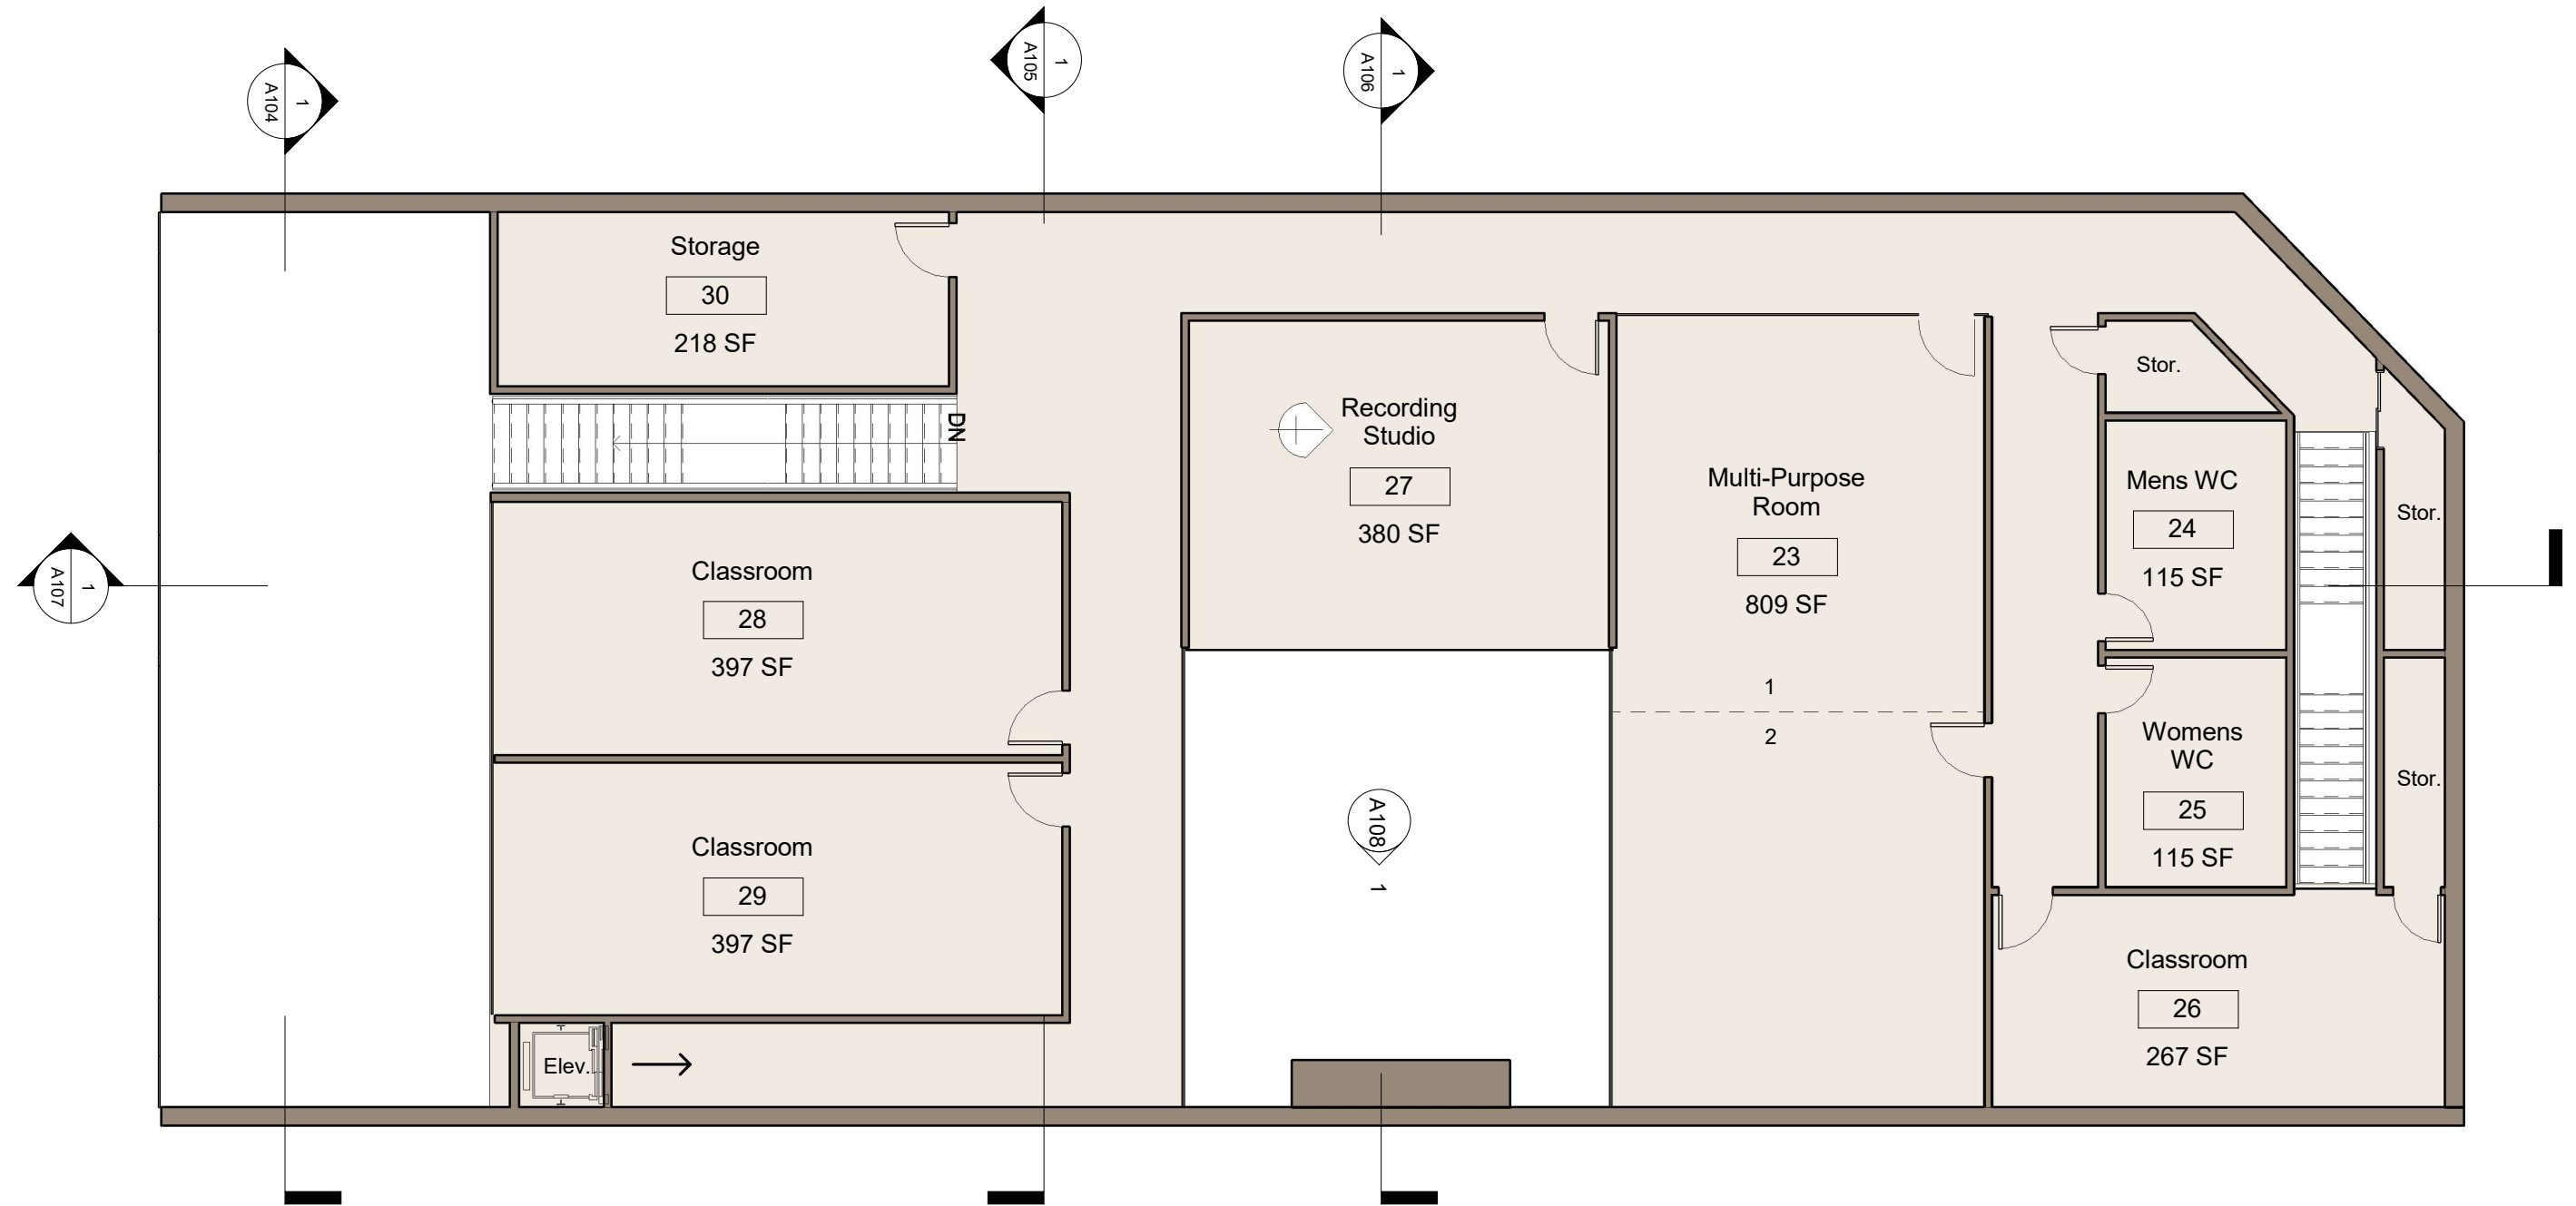 1
A105
1
A106
1
A104
Storage
30
218 SF
Stor.
Recording
Studio
27
380 SF
DN
Multi-Purpose
Room
23
809 SF
Mens WC
24
115 SF
Stor.
1
A107
Classroom
28
397 SF
1
2
Womens
WC
25
115 SF
Stor.
A108
1
Classroom
29
397 SF
Classroom
26
267 SF
Elev.